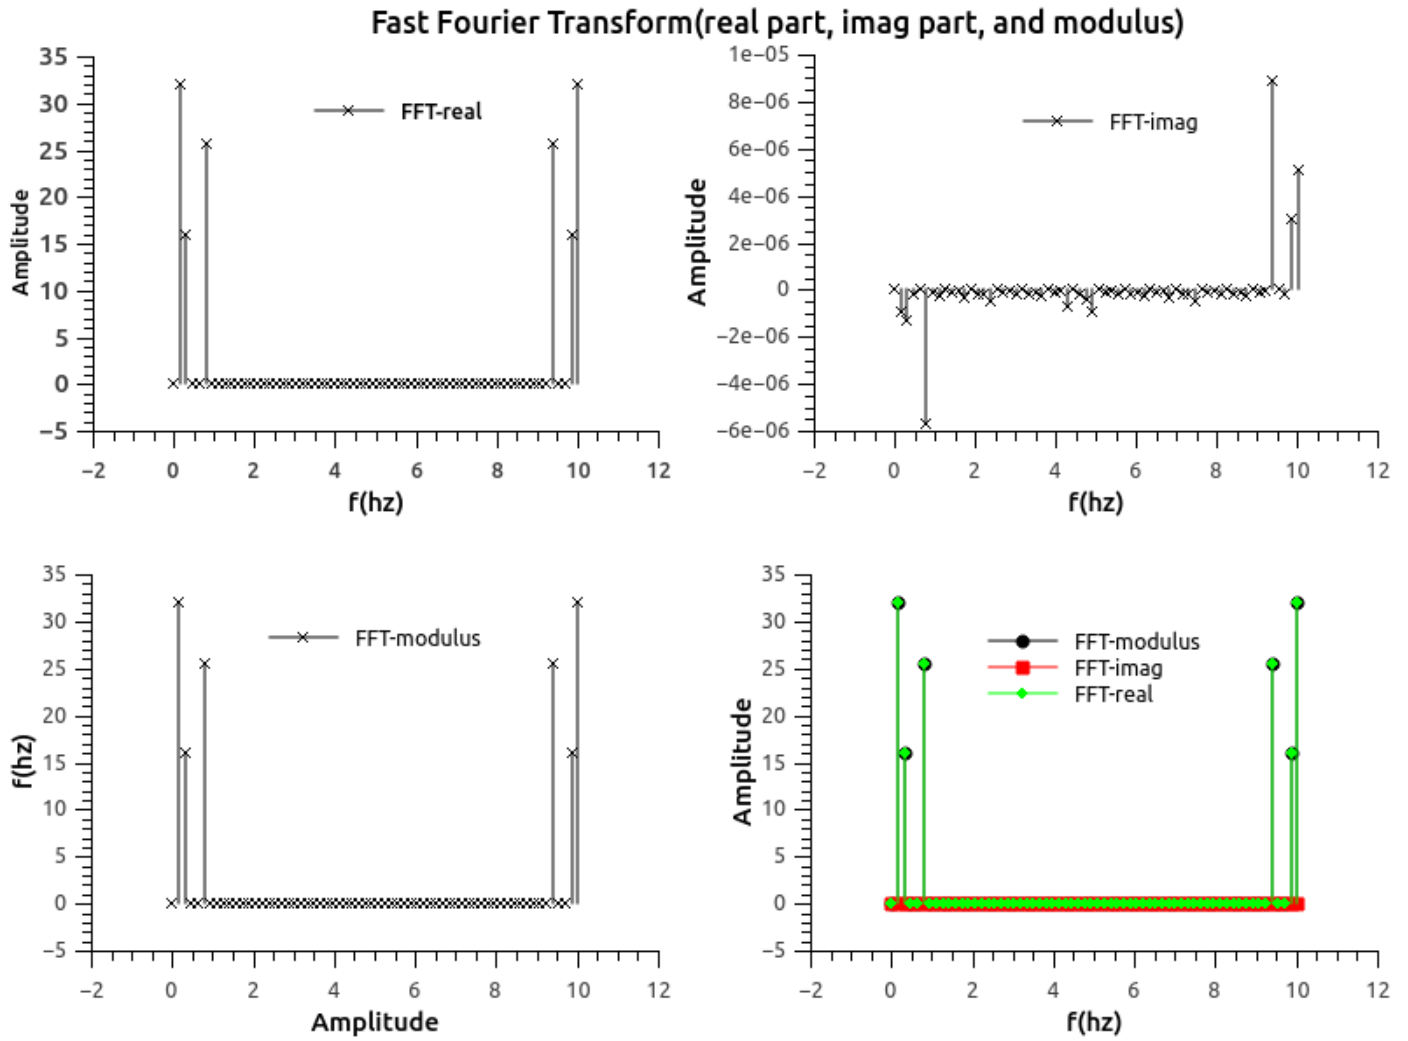 Fast Fourier Transform(real part, imag part, and modulus)
35
30
25
20
15
10
5
0
−5
Amplitude
FFT-real
−2 0 2 4 6 8 10 12
f(hz)
1e−05
8e−06
6e−06
4e−06
2e−06
0
−2e−06
−4e−06
−6e−06
Amplitude
FFT-imag
−2 0 2 4 6 8 10 12
f(hz)
35
30
25
20
15
10
5
0
−5
f(hz)
FFT-modulus
−2 0 2 4 6 8 10 12
Amplitude
35
30
25
20
15
10
5
0
−5
Amplitude
FFT-modulus
FFT-imag
FFT-real
−2 0 2 4 6 8 10 12
f(hz)